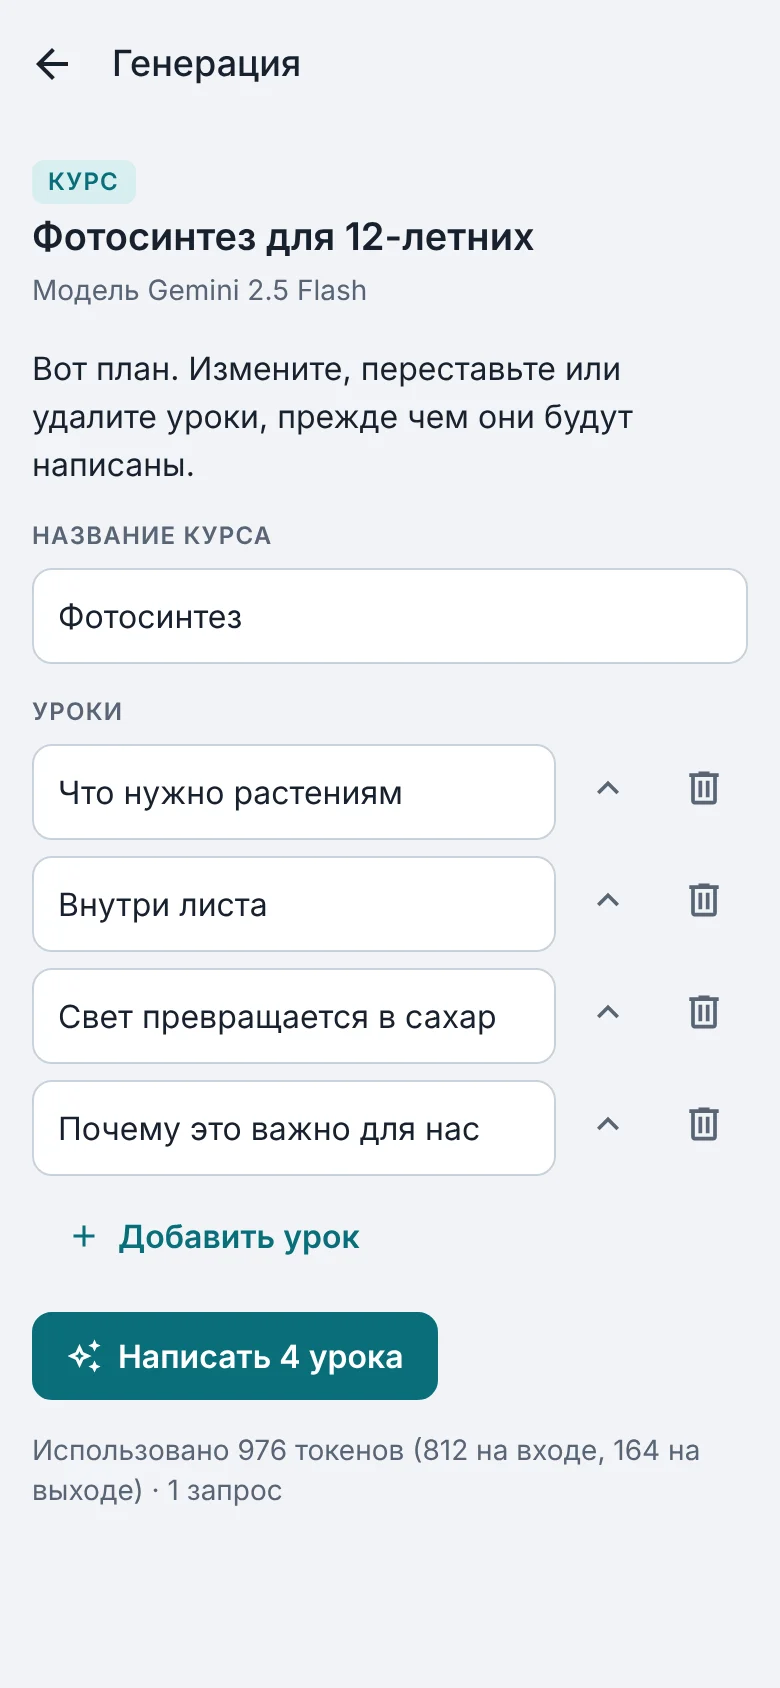 Генерация
КУРС
Фотосинтез для 12-летних
Модель Gemini 2.5 Flash
Вот план. Измените, переставьте или
удалите уроки, прежде чем они будут
написаны.
НАЗВАНИЕ КУРСА
Фотосинтез
УРОКИ
Что нужно растениям
Внутри листа
Свет превращается в сахар
Почему это важно для нас
+ Добавить урок
Написать 4 урока
Использовано 976 токенов (812 на входе, 164 на
выходе) · 1 запрос